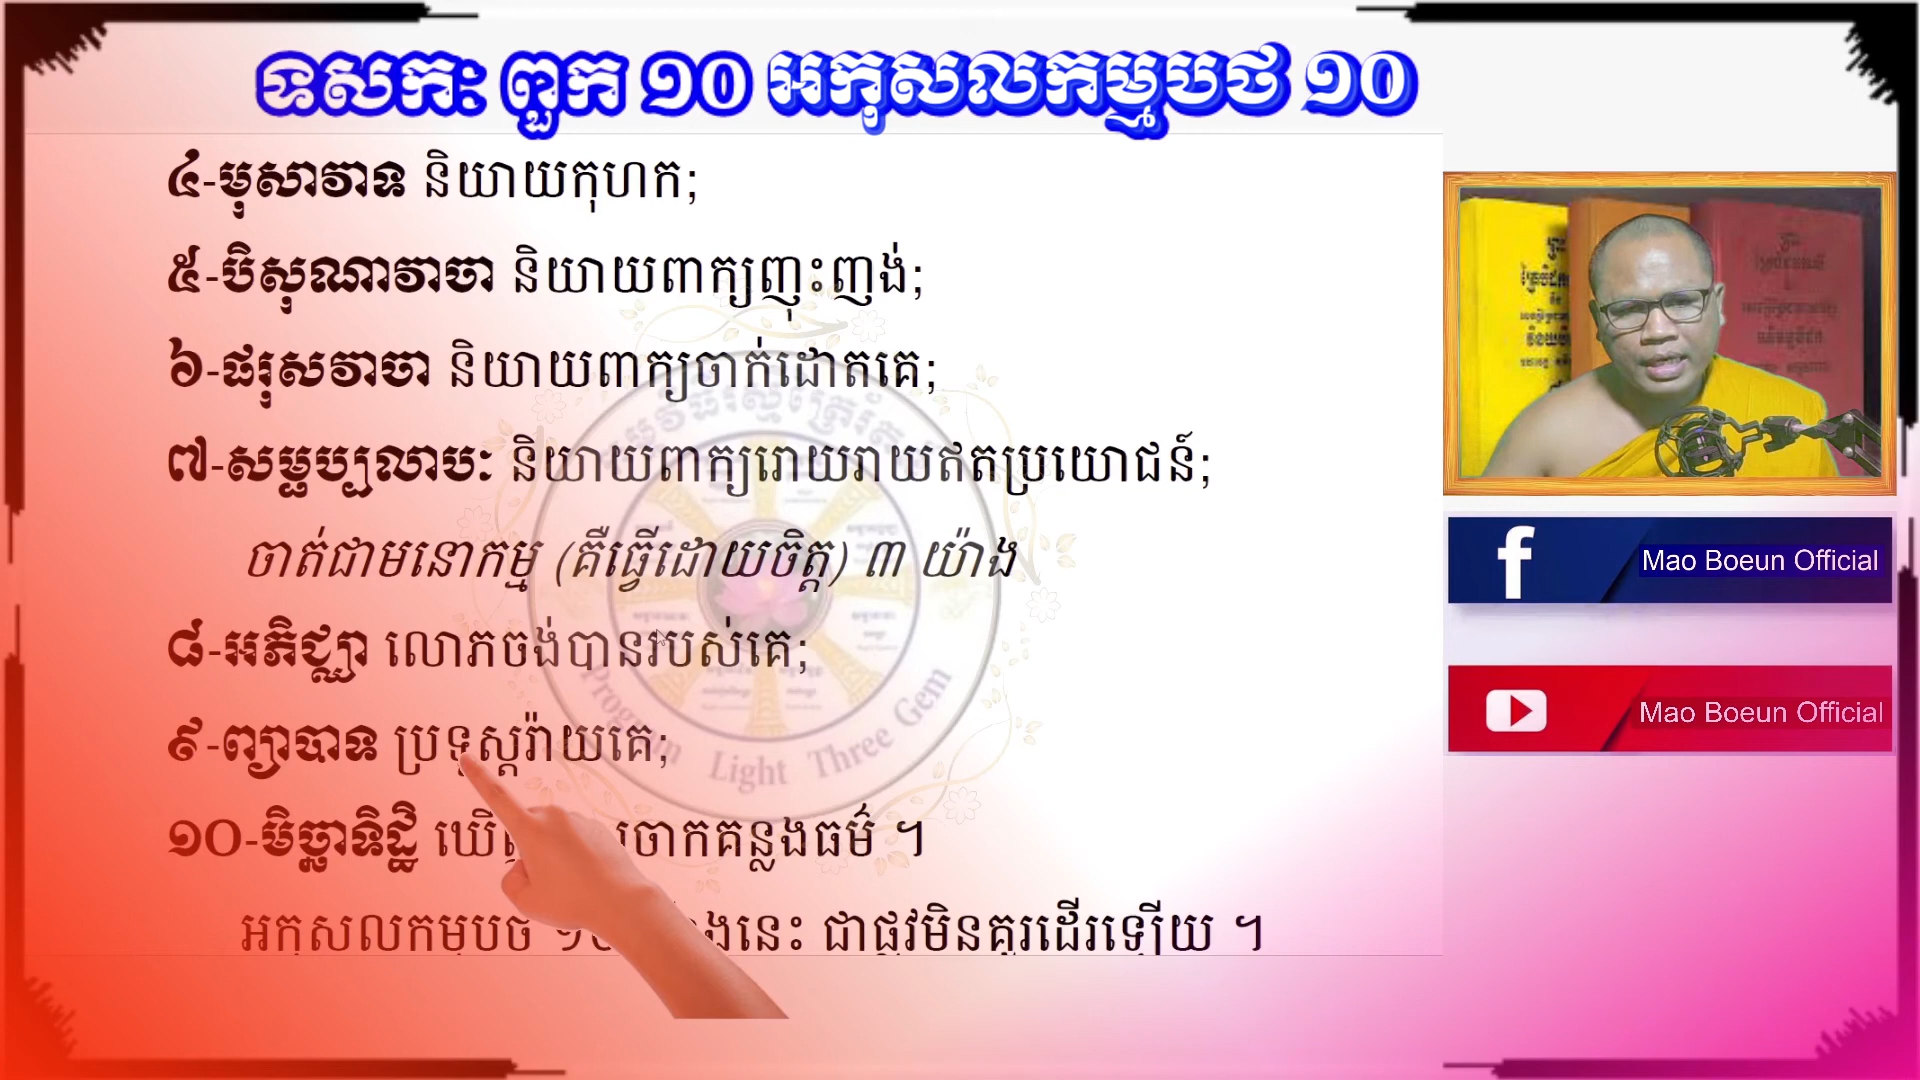 ទសកៈ ពួក ១០ អកុសលកម្មបថ ១០
៤-មុសាវាទ និយាយកុហក;
៥-បិសុណាវាចា និយាយពាក្យញុះញង់;
៦-ផរុសវាចា និយាយពាក្យចាក់ដោតគេ;
៧-សម្ផប្បលាបៈ និយាយពាក្យរោយរាយឥតប្រយោជន៍;
ចាត់ជាមនោកម្ម (គឺធ្វើដោយចិត្ត) ៣ យ៉ាង
៨-អភិជ្ឈា លោភចង់បានរបស់គេ;
៩-ព្យាបាទ ប្រទូស្តរ៉ាយគេ;
១០-មិច្ឆាទិដ្ឋិ ចាកគន្លងធម៌ ។
អកុសលកម្មបថ នេះ ជាផ្លូវមិនគួរដើរឡើយ ។
Program Light Three Gem
Mao Boeun Official
Mao Boeun Official